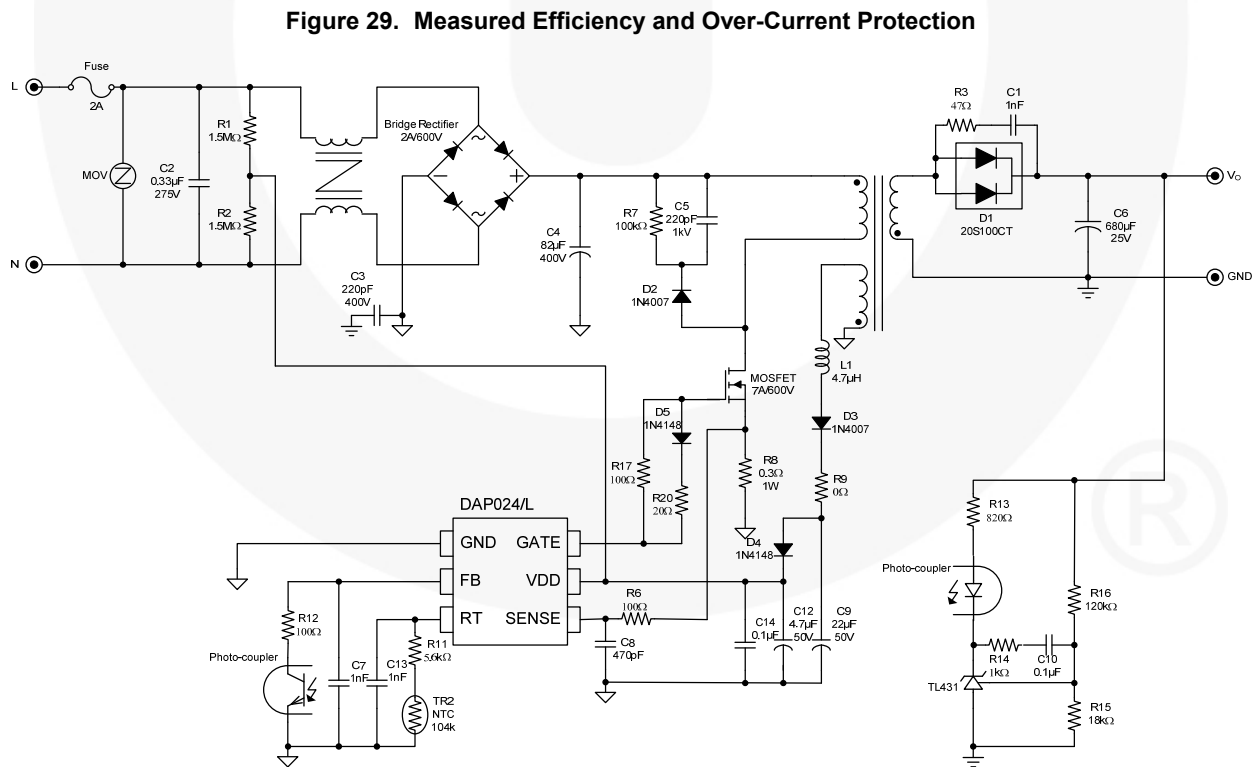 Figure 29. Measured Efficiency and Over-Current Protection
Fuse
L
2A
R1
1.5MΩ
MOV
C2
0.33µF
275V
R2
1.5MΩ
N
Bridge Rectifier
2A/600V
~
~
−
+
C3
220pF
400V
C4
82µF
400V
R7
100kΩ
C5
220pF
1kV
D2
1N4007
R3
47Ω
C1
1nF
D1
20S100CT
VO
C6
680µF
25V
GND
L1
4.7µH
MOSFET
7A/600V
D3
1N4007
D5
1N4148
R17
100Ω
R20
20Ω
R8
0.3Ω
1W
R9
0Ω
D4
1N4148
DAP024/L
GND GATE
FB VDD
RT SENSE
R6
100Ω
C8
470pF
C14
0.1µF
C12
4.7µF
50V
C9
22µF
50V
R12
100Ω
Photo-coupler
C7
1nF
C13
1nF
R11
5.6kΩ
TR2
NTC
104k
R13
820Ω
Photo-coupler
R16
120kΩ
R14
1kΩ
C10
0.1µF
TL431
R15
18kΩ
®